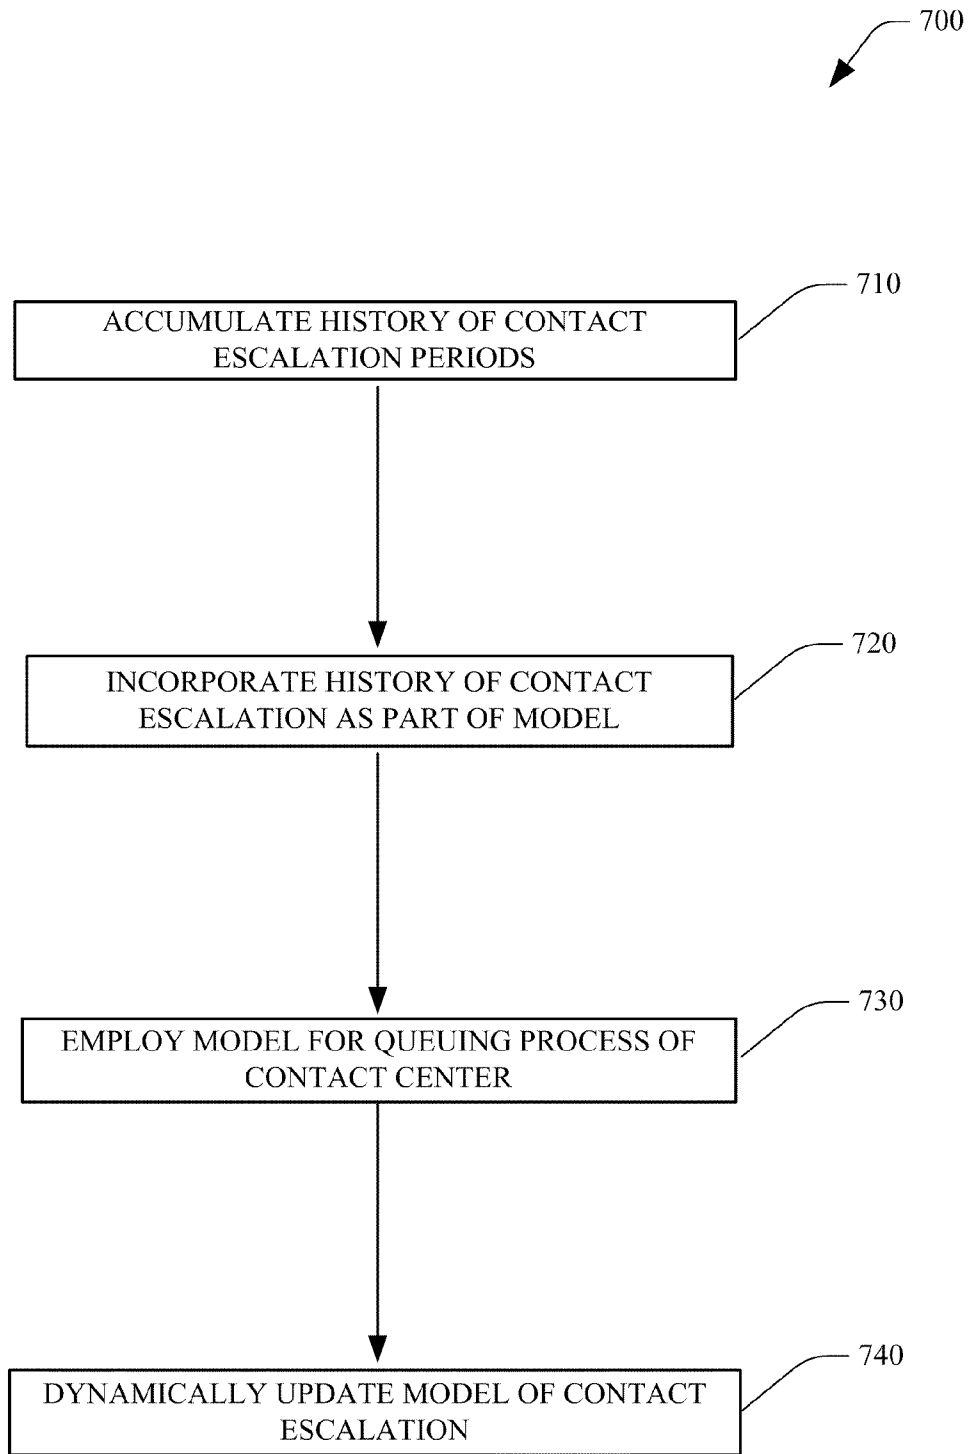 700
710
ACCUMULATE HISTORY OF CONTACT
ESCALATION PERIODS
720
INCORPORATE HISTORY OF CONTACT
ESCALATION AS PART OF MODEL
730
EMPLOY MODEL FOR QUEUING PROCESS OF
CONTACT CENTER
740
DYNAMICALLY UPDATE MODEL OF CONTACT
ESCALATION